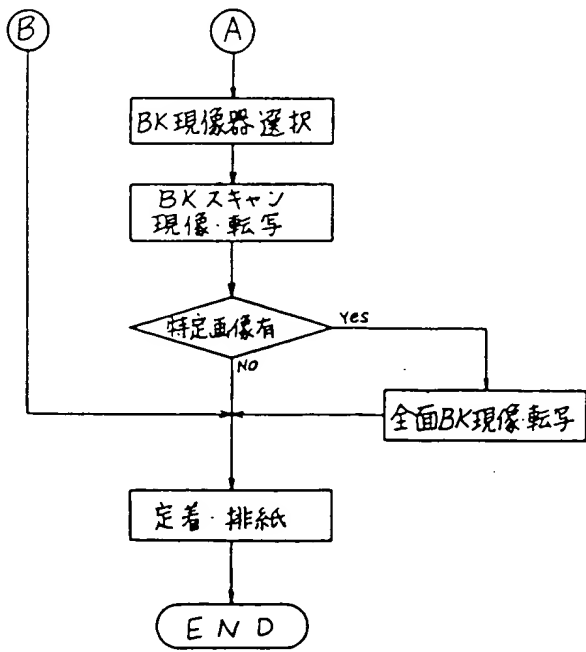 B
A
BK現像器選択
BKスキャン
現像・転写
特定画像有
Yes
NO
全面BK現像・転写
定着・排紙
END